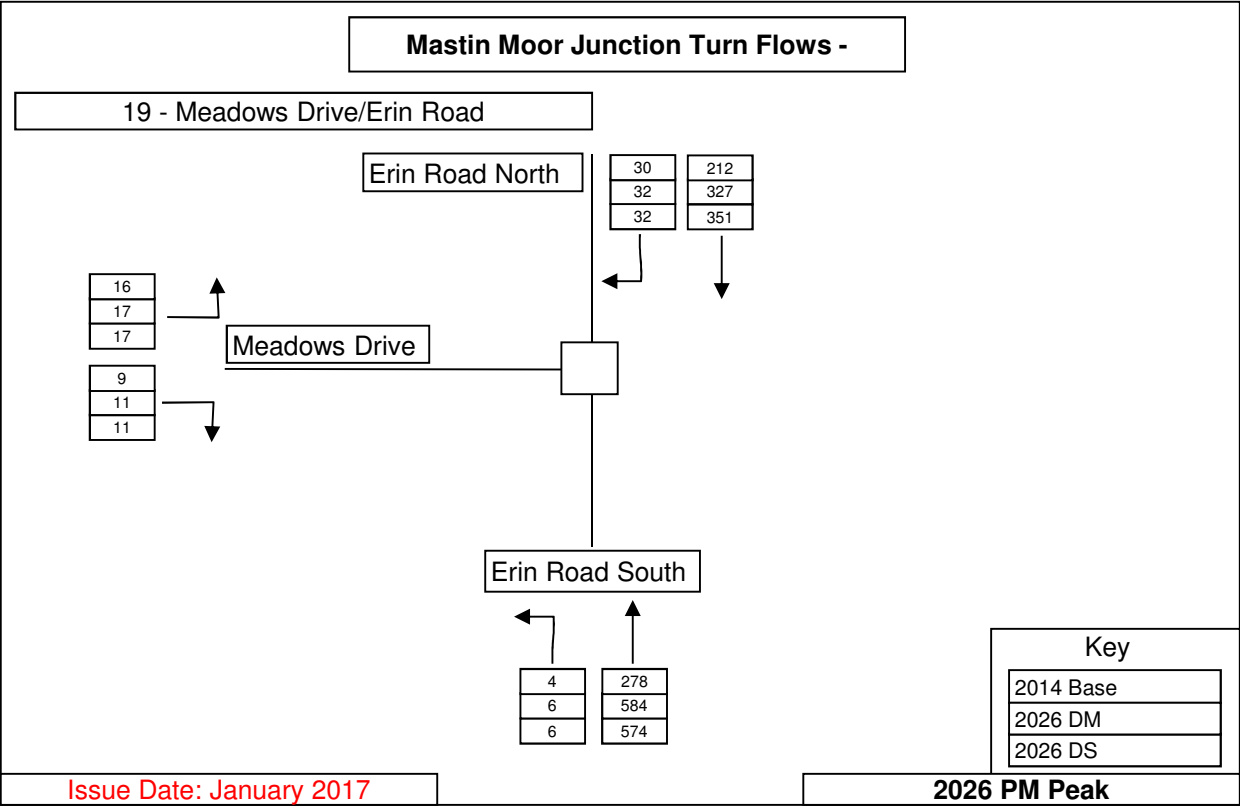 Mastin Moor Junction Turn Flows -
19 - Meadows Drive/Erin Road
Erin Road North
30 212
32 327
32 351
16
17
17
Meadows Drive
9
11
11
Erin Road South
4 278
6 584
6 574
Key
2014 Base
2026 DM
2026 DS
Issue Date: January 2017
2026 PM Peak